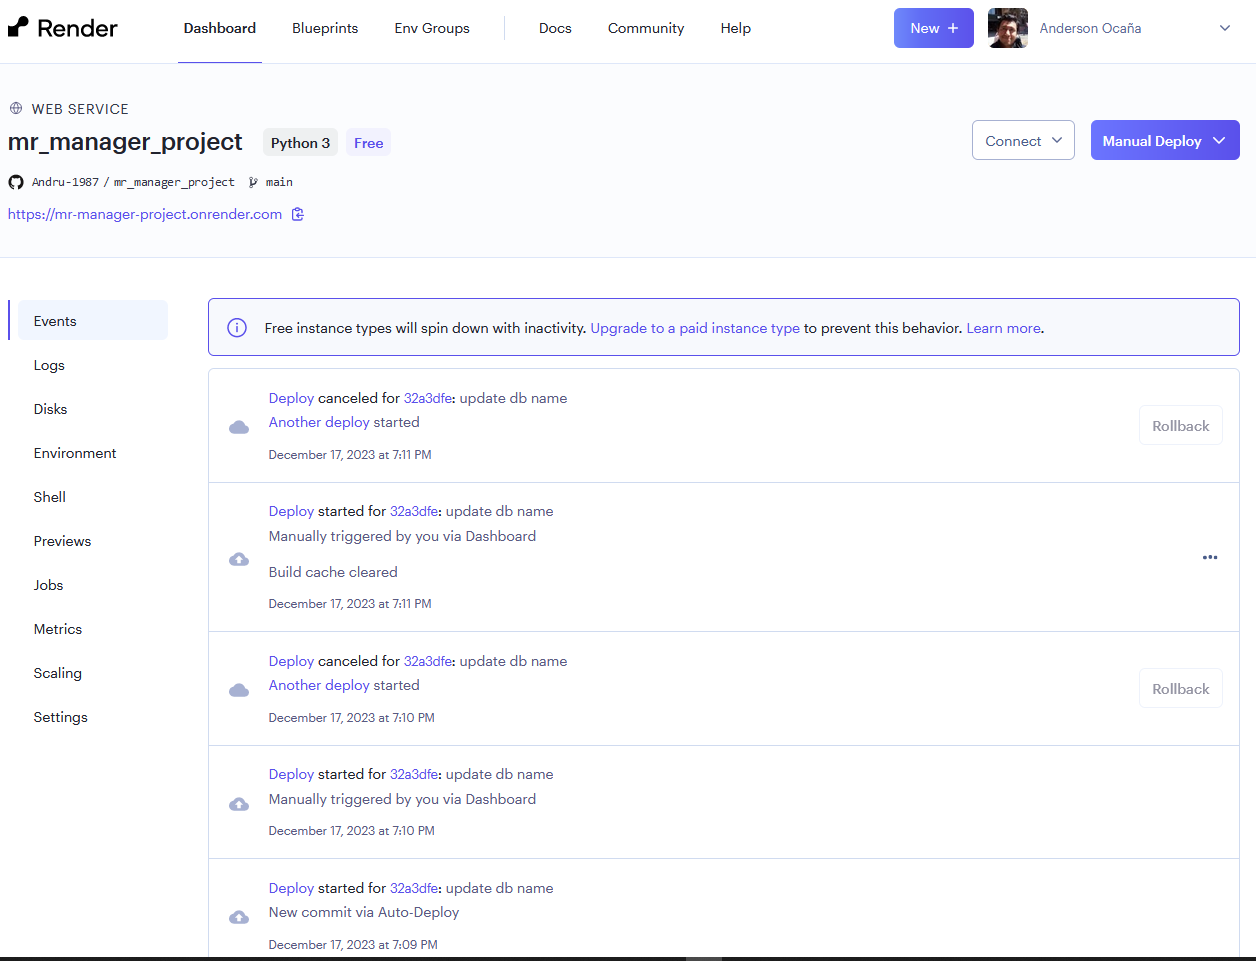 Render
Dashboard Blueprints Env Groups Docs Community Help New + Anderson Ocaña
WEB SERVICE
mr_manager_project Python 3 Free Connect Manual Deploy
Andru-1987 / mr_manager_project main
https://mr-manager-project.onrender.com
Events
Logs
Disks
Environment
Shell
Previews
Jobs
Metrics
Scaling
Settings
Free instance types will spin down with inactivity. Upgrade to a paid instance type to prevent this behavior. Learn more.
Deploy canceled for 32a3dfe: update db name
Another deploy started
December 17, 2023 at 7:11 PM
Rollback
Deploy started for 32a3dfe: update db name
Manually triggered by you via Dashboard
Build cache cleared
December 17, 2023 at 7:11 PM
Deploy canceled for 32a3dfe: update db name
Another deploy started
December 17, 2023 at 7:10 PM
Rollback
Deploy started for 32a3dfe: update db name
Manually triggered by you via Dashboard
December 17, 2023 at 7:10 PM
Deploy started for 32a3dfe: update db name
New commit via Auto-Deploy
December 17, 2023 at 7:09 PM